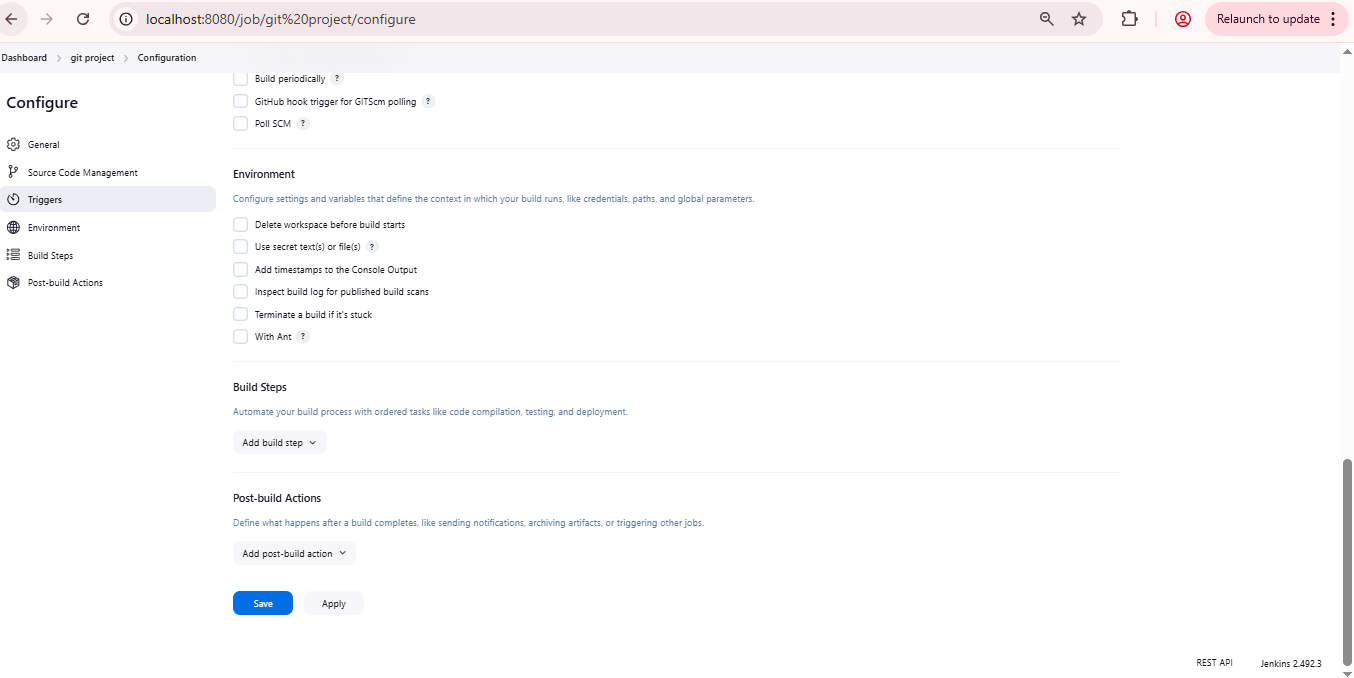 localhost:8080/job/git%20project/configure
Relaunch to update
Dashboard > git project > Configuration
Configure
General
Source Code Management
Triggers
Environment
Build Steps
Post-build Actions
Build periodically ?
GitHub hook trigger for GITScm polling ?
Poll SCM ?
Environment
Configure settings and variables that define the context in which your build runs, like credentials, paths, and global parameters.
Delete workspace before build starts
Use secret text(s) or file(s) ?
Add timestamps to the Console Output
Inspect build log for published build scans
Terminate a build if it's stuck
With Ant ?
Build Steps
Automate your build process with ordered tasks like code compilation, testing, and deployment.
Add build step
Post-build Actions
Define what happens after a build completes, like sending notifications, archiving artifacts, or triggering other jobs.
Add post-build action
Save Apply
REST API Jenkins 2.492.3